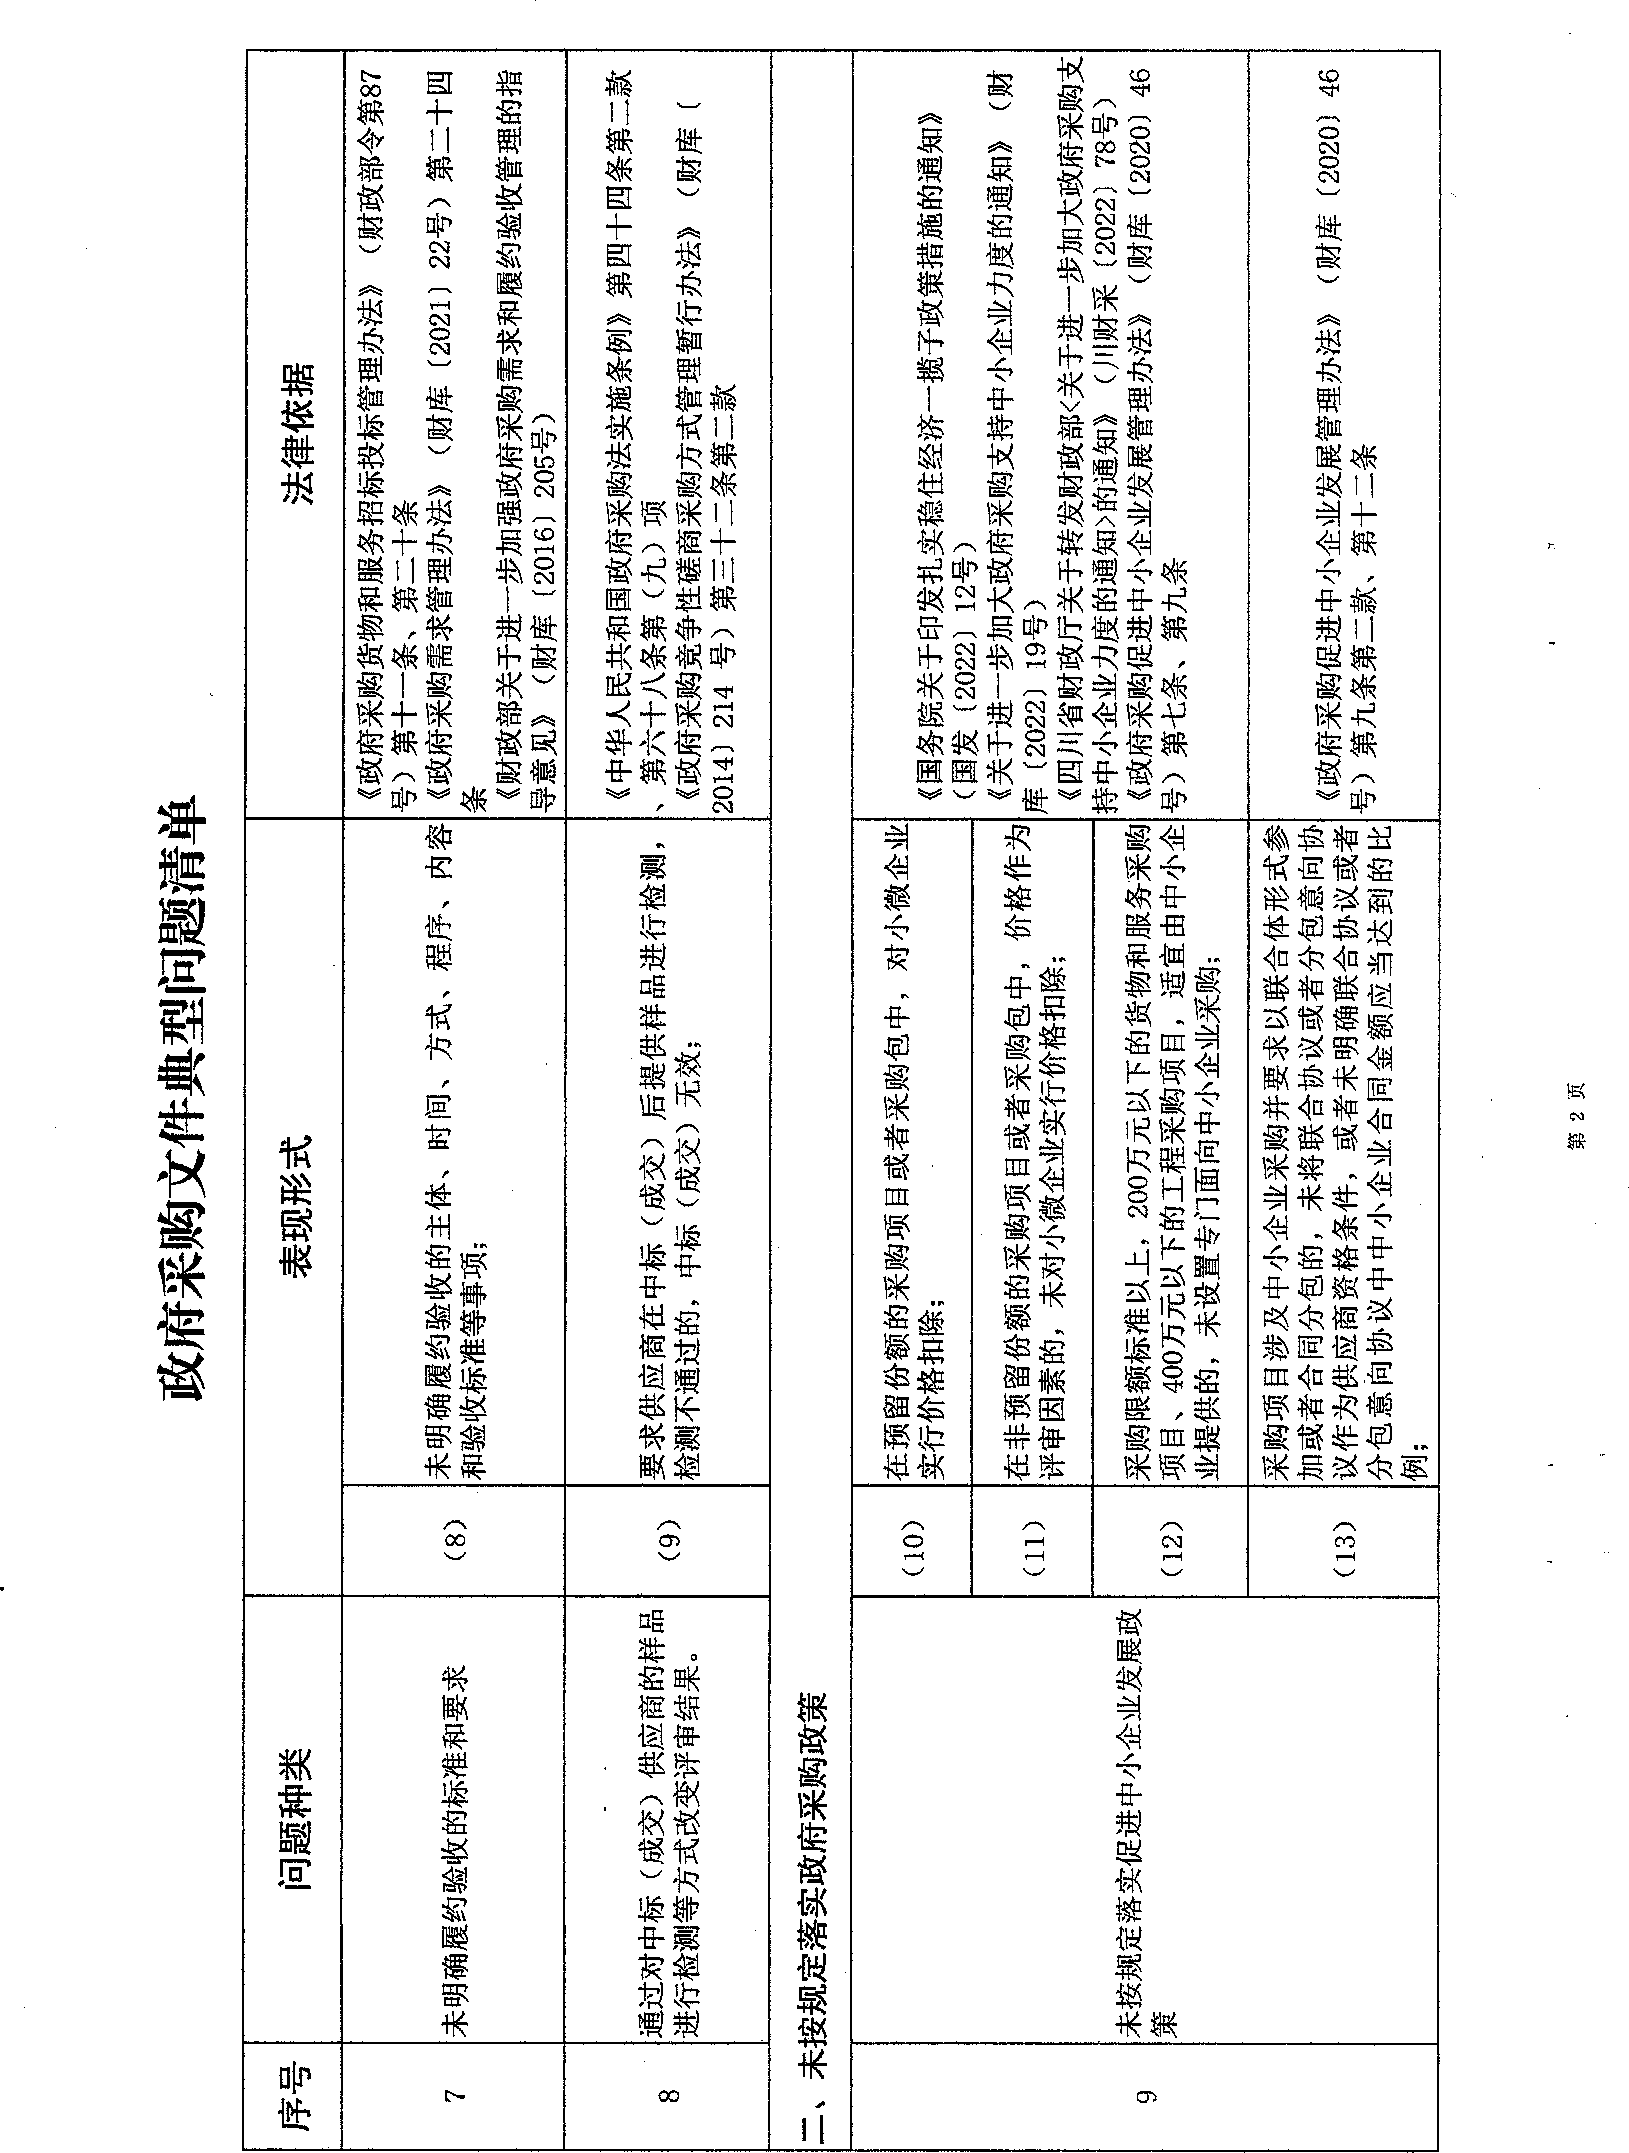 政府采购文件典型问题清单
序号
问题种类
表现形式
法律依据
7
未明确履约验收的标准和要求
（8）
未明确履约验收的主体、时间、方式、程序、内容
和验收标准等事项；
《政府采购货物和服务招标投标管理办法》（财政部令第87
号）第十一条、第二十条
《政府采购需求管理办法》（财库〔2021〕22号）第二十四
条
《财政部关于进一步加强政府采购需求和履约验收管理的指
导意见》（财库〔2016〕205号）
8
通过对中标（成交）供应商的样品
进行检测等方式改变评审结果。
（9）
要求供应商在中标（成交）后提供样品进行检测，
检测不通过的，中标（成交）无效；
《中华人民共和国政府采购法实施条例》第四十四条第二款
、第六十八条第（九）项
《政府采购竞争性磋商采购方式管理暂行办法》（财库〔
2014〕214 号）第三十二条第二款
二、未按规定落实政府采购政策
9
未按规定落实促进中小企业发展政
策
（10）
在预留份额的采购项目或者采购包中，对小微企业
实行价格扣除；
（11）
在非预留份额的采购项目或者采购包中，价格作为
评审因素的，未对小微企业实行价格扣除；
（12）
采购限额标准以上，200万元以下的货物和服务采购
项目、400万元以下的工程采购项目，适宜由中小企
业提供的，未设置专门面向中小企业采购；
《国务院关于印发扎实稳住经济一揽子政策措施的通知》
（国发〔2022〕12号）
《关于进一步加大政府采购支持中小企业力度的通知》（财
库〔2022〕19号）
《四川省财政厅关于转发财政部<关于进一步加大政府采购支
持中小企业力度的通知>的通知》（川财采〔2022〕78号）
《政府采购促进中小企业发展管理办法》（财库〔2020〕46
号）第七条、第九条
（13）
采购项目涉及中小企业采购并要求以联合体形式参
加或者合同分包的，未将联合协议或者分包意向协
议作为供应商资格条件，或者未明确联合协议或者
分包意向协议中中小企业合同金额应当达到的比
例；
《政府采购促进中小企业发展管理办法》（财库〔2020〕46
号）第九条第二款、第十二条
第 2 页